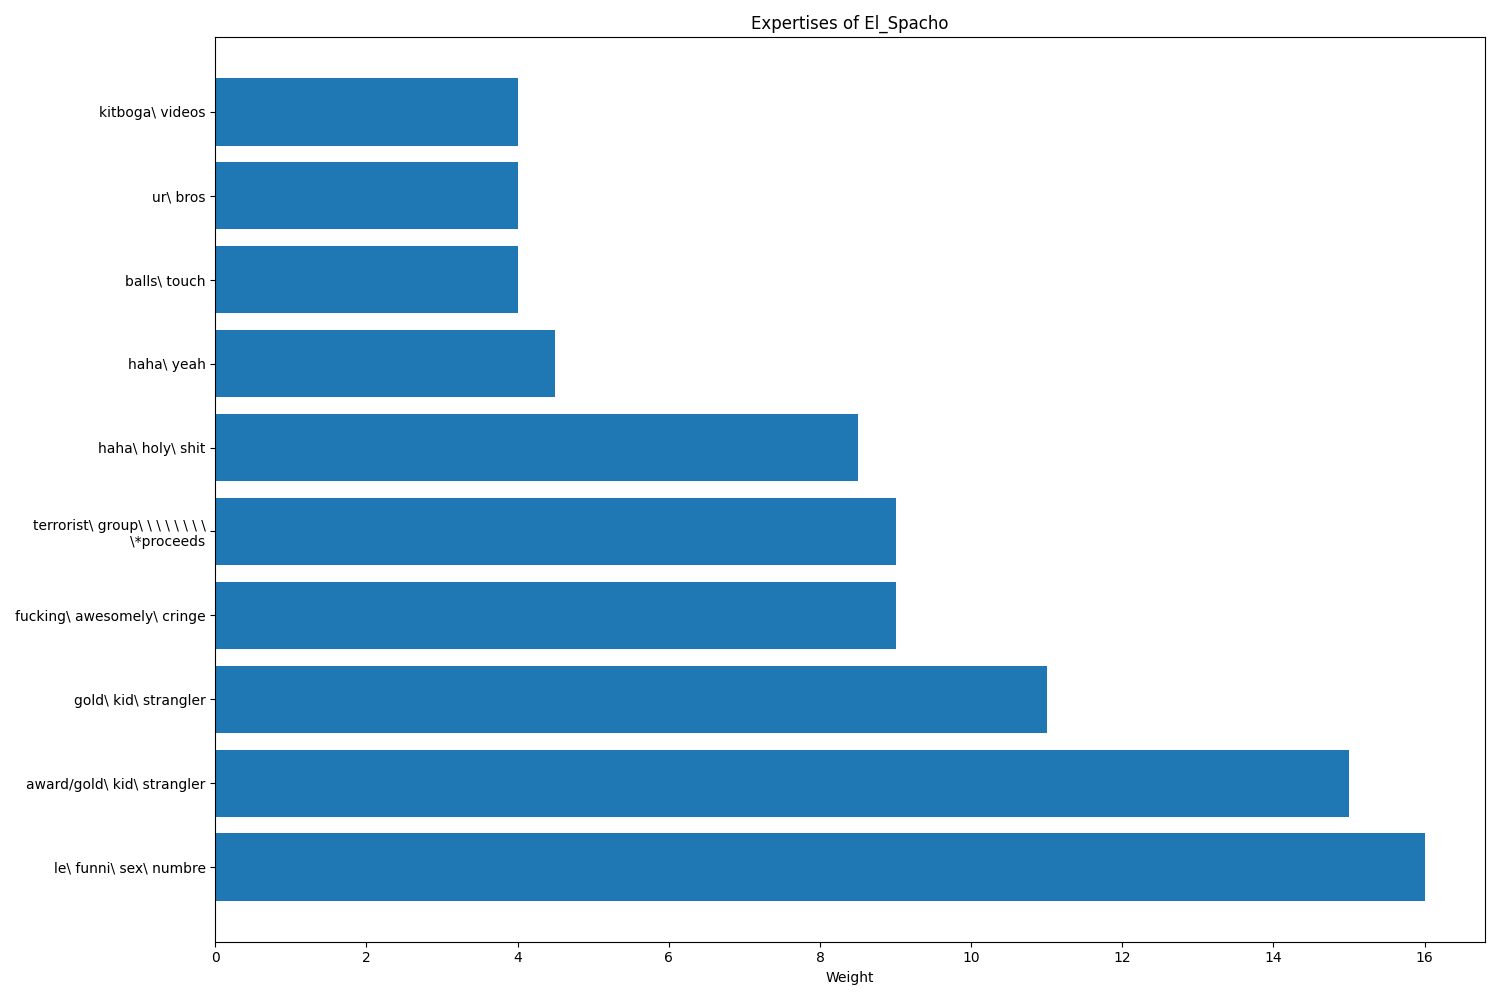 Expertises of El_Spacho
kitboga\ videos
ur\ bros
balls\ touch
haha\ yeah
haha\ holy\ shit
terrorist\ group\ \ \ \ \ \ \ \
\*proceeds
fucking\ awesomely\ cringe
gold\ kid\ strangler
award/gold\ kid\ strangler
le\ funni\ sex\ numbre
0 2 4 6 8 10 12 14 16
Weight